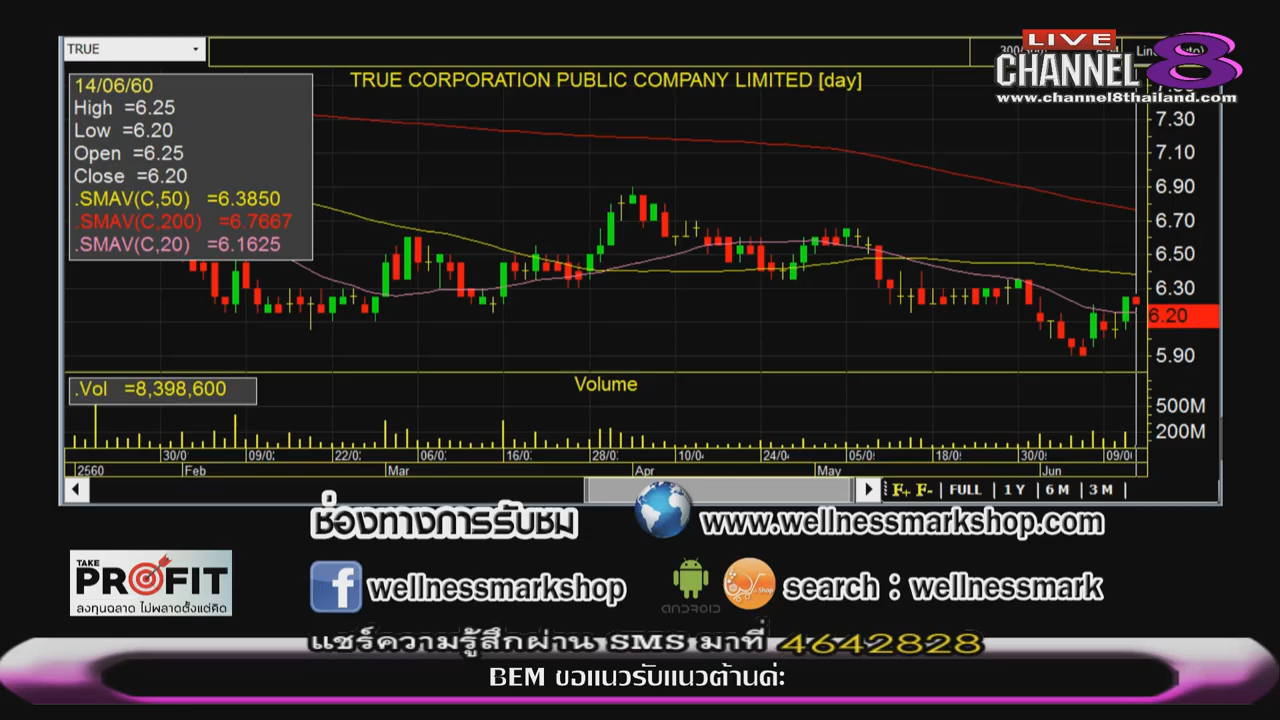 TRUE
LIVE
CHANNEL 8
www.channel8thailand.com
TRUE CORPORATION PUBLIC COMPANY LIMITED [day]
14/06/60
High =6.25
Low =6.20
Open =6.25
Close =6.20
.SMAV(C,50) =6.3850
.SMAV(C,200) =6.7667
.SMAV(C,20) =6.1625
7.30
7.10
6.90
6.70
6.50
6.30
6.20
5.90
.Vol =8,398,600
Volume
500M
200M
30/0 09/0 22/0 06/0 16/0 28/0 10/0 24/0 05/0 18/0 30/0 09/0
2560 Feb Mar Apr May Jun
F+ F- FULL 1 Y 6 M 3 M
ช่องทางการรับชม
www.wellnessmarkshop.com
TAKE
PROFIT
ลงทุนฉลาด ไม่พลาดตั้งแต่คิด
wellnessmarkshop
Shop
search : wellnessmark
แชร์ความรู้สึกผ่าน SMS มาที่ 4642828
BEM ขอแนวรับแนวต้านค่ะ